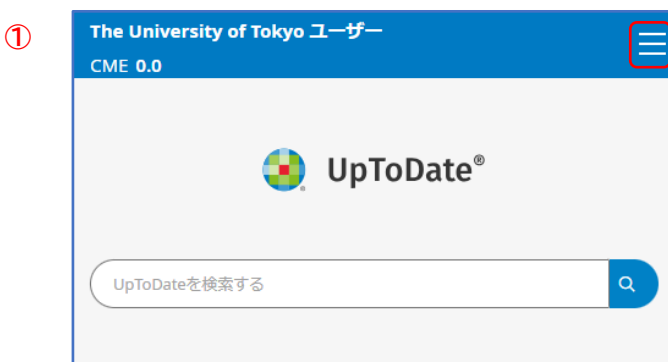 ①
The University of Tokyo ユーザー
CME 0.0
UpToDate®
UpToDateを検索する